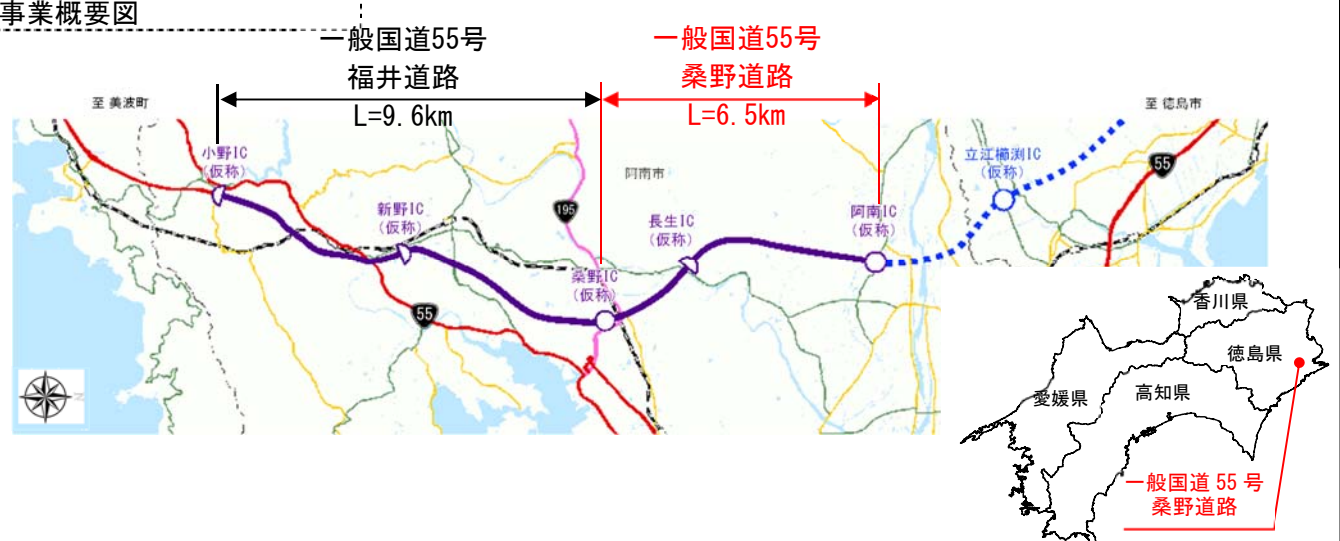 事業概要図
一般国道55号
福井道路
L=9.6km
一般国道55号
桑野道路
L=6.5km
至 美波町
至 徳島市
小野IC
(仮称)
新野IC
(仮称)
195
阿南市
桑野IC
(仮称)
長生IC
(仮称)
阿南IC
(仮称)
立江櫛渕IC
(仮称)
55
55
N
香川県
徳島県
愛媛県
高知県
一般国道 55 号
桑野道路